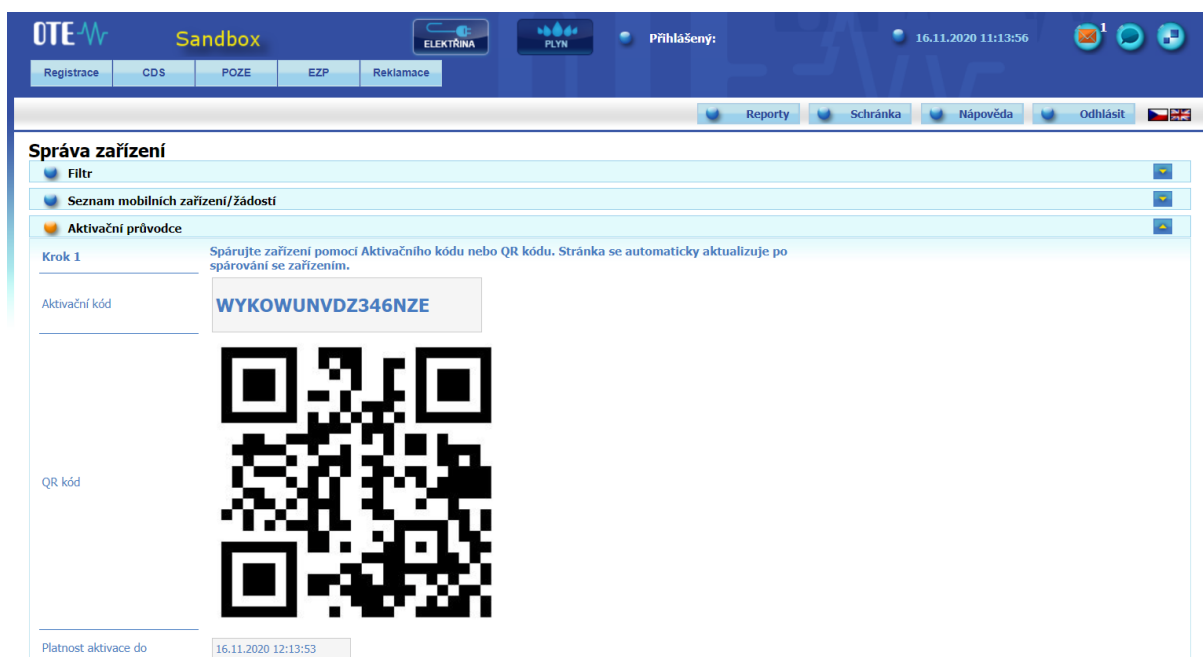 OTE
Sandbox
ELEKTŘINA
PLYN
Přihlášený:
16.11.2020 11:13:56
1
Registrace
CDS
POZE
EZP
Reklamace
Reporty
Schránka
Nápověda
Odhlásit
Správa zařízení
Filtr
Seznam mobilních zařízení/žádostí
Aktivační průvodce
Krok 1
Spárujte zařízení pomocí Aktivačního kódu nebo QR kódu. Stránka se automaticky aktualizuje po
spárování se zařízením.
Aktivační kód
WYKOWUNVDZ346NZE
QR kód
Platnost aktivace do
16.11.2020 12:13:53